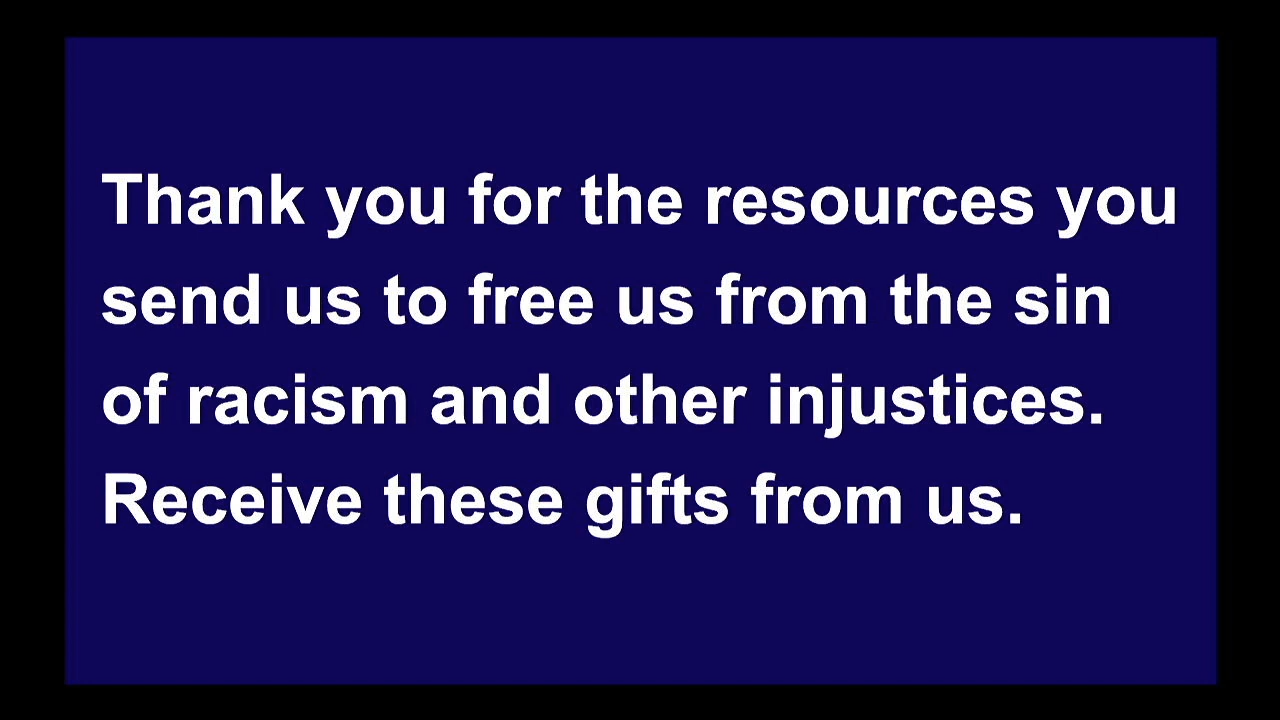 Thank you for the resources you
send us to free us from the sin
of racism and other injustices.
Receive these gifts from us.